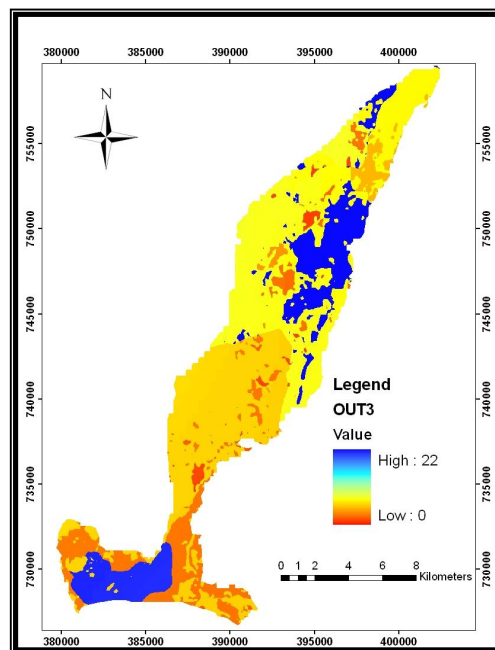 380000 385000 390000 395000 400000
N
755000 755000
750000 750000
745000 745000
740000 740000
735000 735000
730000 730000
Legend
OUT3
Value
High : 22
Low : 0
0 1 2 4 6 8
Kilometers
380000 385000 390000 395000 400000